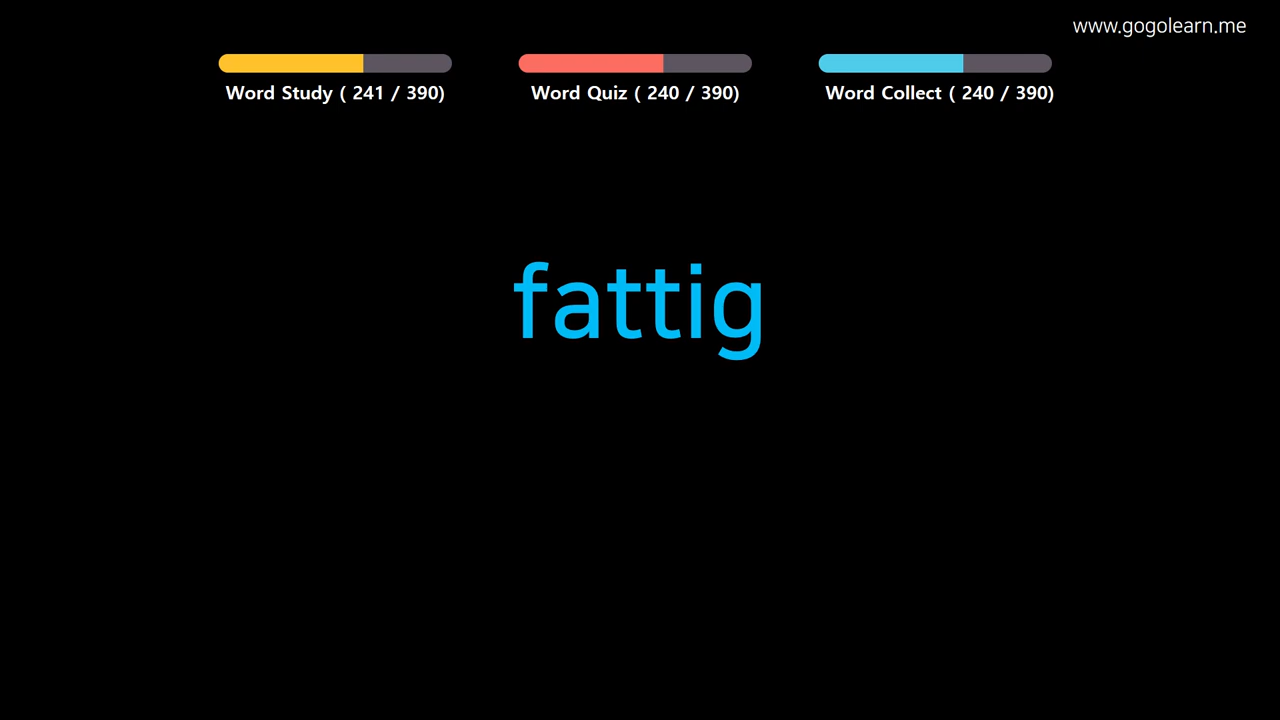 www.gogolearn.me
Word Study ( 241 / 390)
Word Quiz ( 240 / 390)
Word Collect ( 240 / 390)
fattig